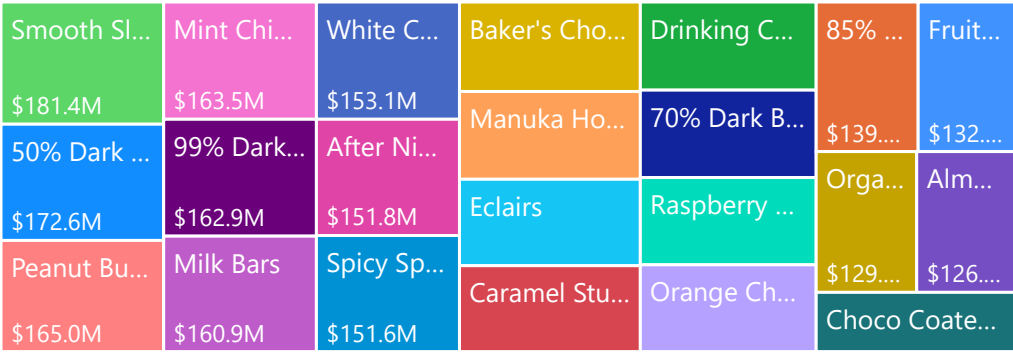 Smooth Sl...
$181.4M
50% Dark ...
$172.6M
Peanut Bu...
$165.0M
Mint Chi...
$163.5M
99% Dark...
$162.9M
Milk Bars
$160.9M
White C...
$153.1M
After Ni...
$151.8M
Spicy Sp...
$151.6M
Baker's Cho...
Manuka Ho...
Eclairs
Caramel Stu...
Drinking C...
70% Dark B...
Raspberry ...
Orange Ch...
85% ...
$139....
Fruit...
$132....
Orga...
$129....
Alm...
$126....
Choco Coate...